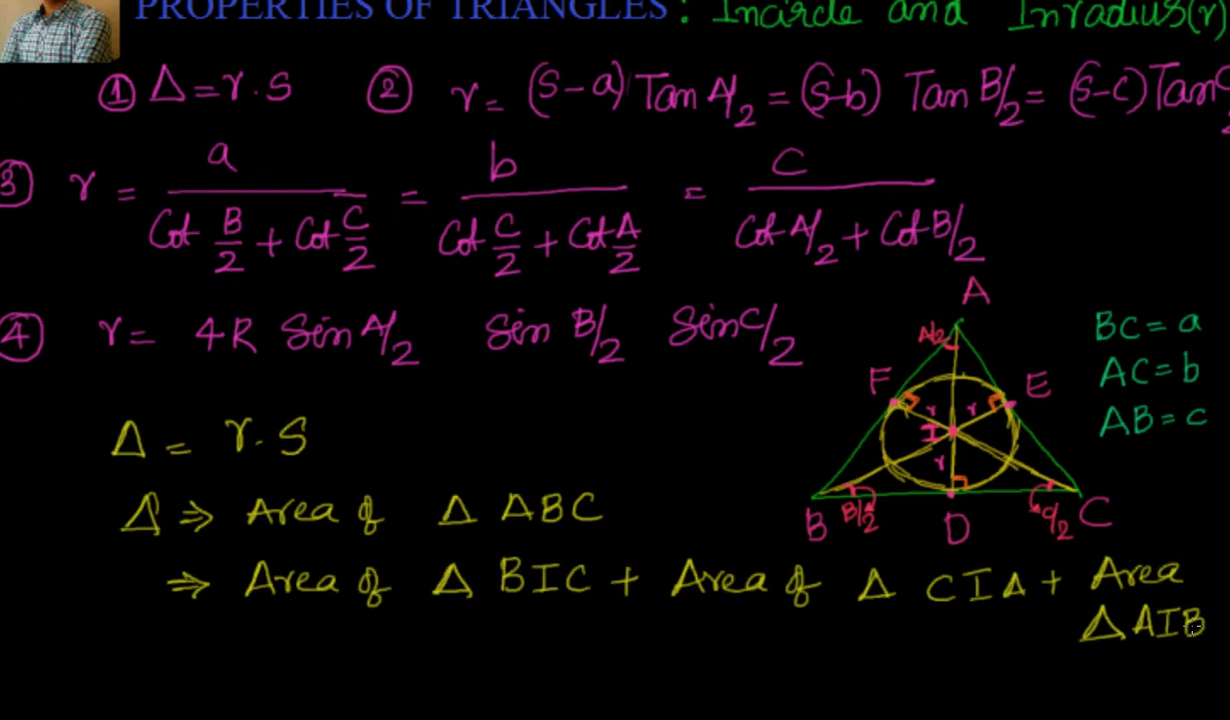 PROPERTIES OF TRIANGLES : Incircle and Inradius(r)
① Δ = r.S ② r = (S-a) Tan A/2 = (S-b) Tan B/2 = (S-c) Tan C/2
③ r = a / (Cot B/2 + Cot C/2) = b / (Cot C/2 + Cot A/2) = c / (Cot A/2 + Cot B/2)
④ r = 4R Sin A/2 Sin B/2 Sin C/2
A
A/2
BC = a
F E
AC = b
r r
I
AB = c
r
B B/2 D C/2 C
Δ = r.S
Δ ⇒ Area of Δ ABC
⇒ Area of Δ BIC + Area of Δ CIA + Area
Δ AIB